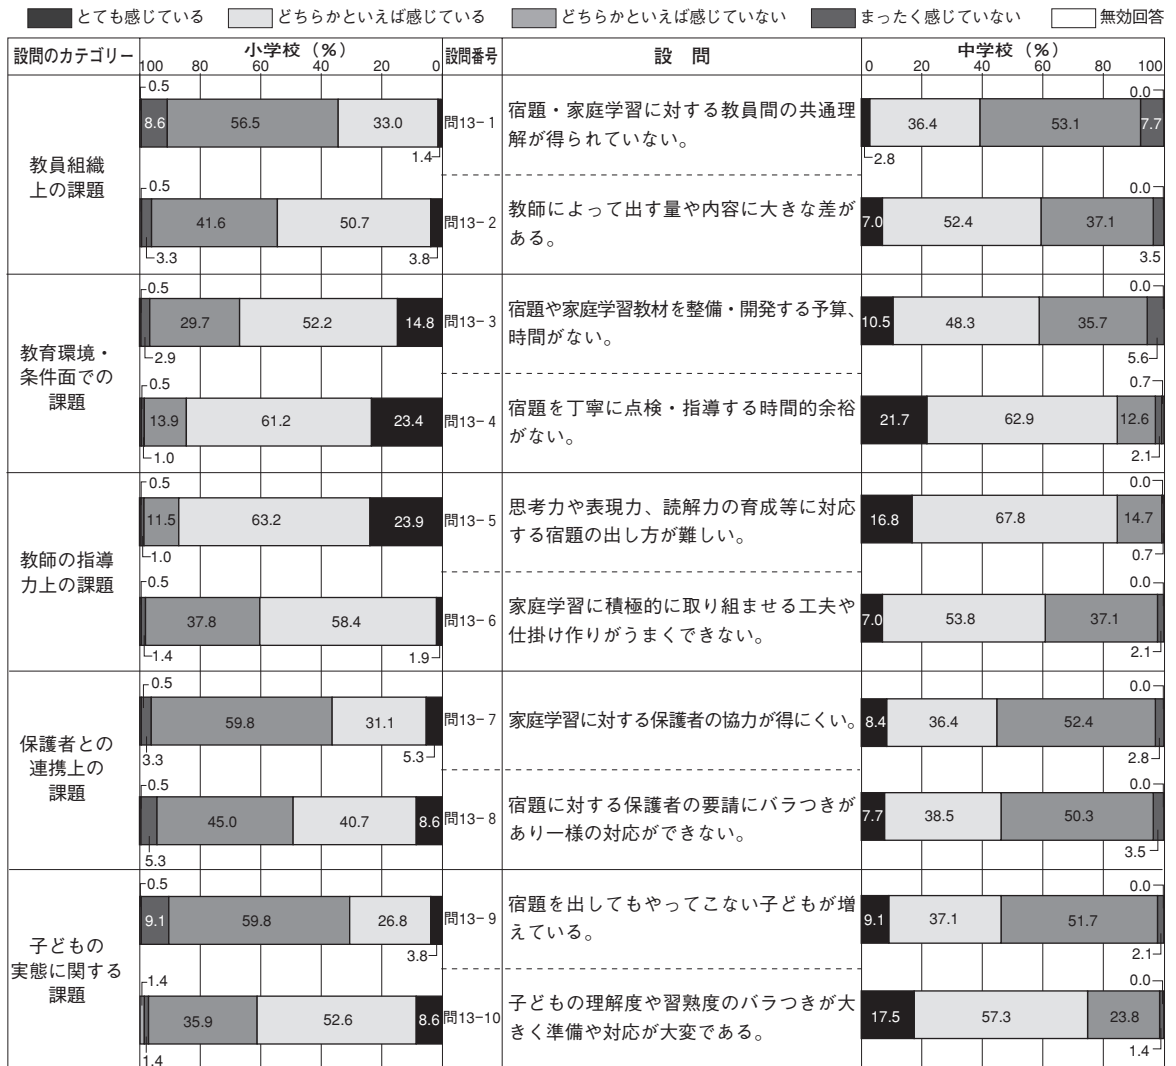 とても感じている どちらかといえば感じている どちらかといえば感じていない まったく感じていない 無効回答
設問のカテゴリー 小学校（％） 設問番号 設 問 中学校（％）
100 80 60 40 20 0 0 20 40 60 80 100
教員組織
上の課題
0.5
8.6 56.5 33.0
1.4
問13-1
宿題・家庭学習に対する教員間の共通理
解が得られていない。
0.0
36.4 53.1 7.7
2.8
0.5
41.6 50.7
3.3 3.8
問13-2
教師によって出す量や内容に大きな差が
ある。
0.0
7.0 52.4 37.1
3.5
教育環境・
条件面での
課題
0.5
29.7 52.2 14.8
2.9
問13-3
宿題や家庭学習教材を整備・開発する予算、
時間がない。
0.0
10.5 48.3 35.7
5.6
0.5
13.9 61.2 23.4
1.0
問13-4
宿題を丁寧に点検・指導する時間的余裕
がない。
0.7
21.7 62.9 12.6
2.1
教師の指導
力上の課題
0.5
11.5 63.2 23.9
1.0
問13-5
思考力や表現力、読解力の育成等に対応
する宿題の出し方が難しい。
0.0
16.8 67.8 14.7
0.7
0.5
37.8 58.4
1.4 1.9
問13-6
家庭学習に積極的に取り組ませる工夫や
仕掛け作りがうまくできない。
0.0
7.0 53.8 37.1
2.1
保護者との
連携上の
課題
0.5
59.8 31.1
3.3 5.3
問13-7
家庭学習に対する保護者の協力が得にくい。
0.0
8.4 36.4 52.4
2.8
0.5
45.0 40.7 8.6
5.3
問13-8
宿題に対する保護者の要請にバラつきが
あり一様の対応ができない。
0.0
7.7 38.5 50.3
3.5
子どもの
実態に関する
課題
0.5
9.1 59.8 26.8
3.8
問13-9
宿題を出してもやってこない子どもが増
えている。
0.0
9.1 37.1 51.7
2.1
1.4
35.9 52.6 8.6
1.4
問13-10
子どもの理解度や習熟度のバラつきが大
きく準備や対応が大変である。
0.0
17.5 57.3 23.8
1.4